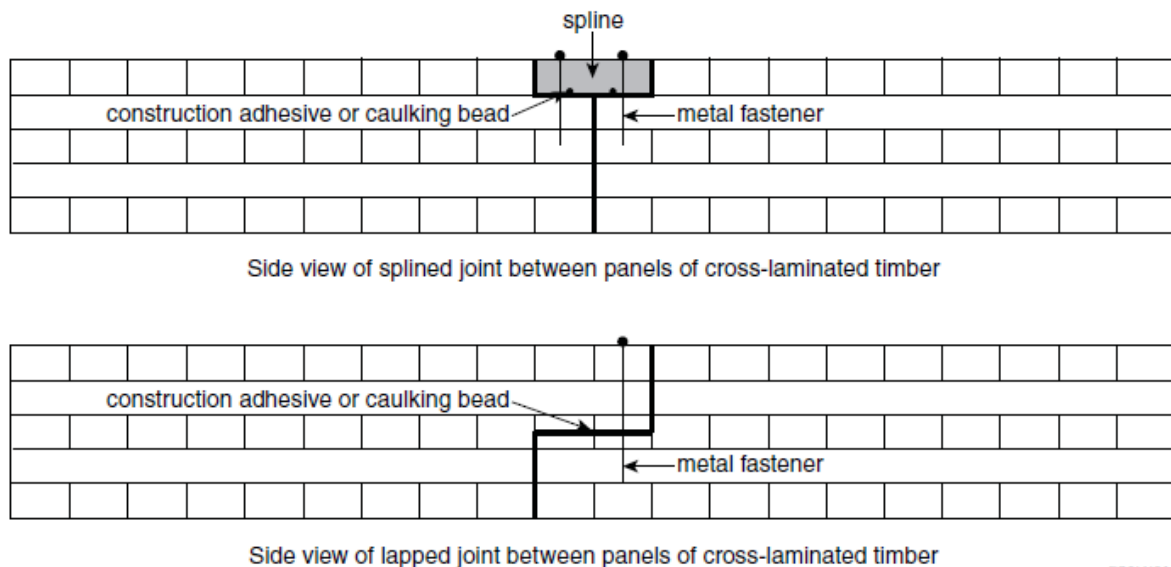 spline
construction adhesive or caulking bead
metal fastener
Side view of splined joint between panels of cross-laminated timber
construction adhesive or caulking bead
metal fastener
Side view of lapped joint between panels of cross-laminated timber